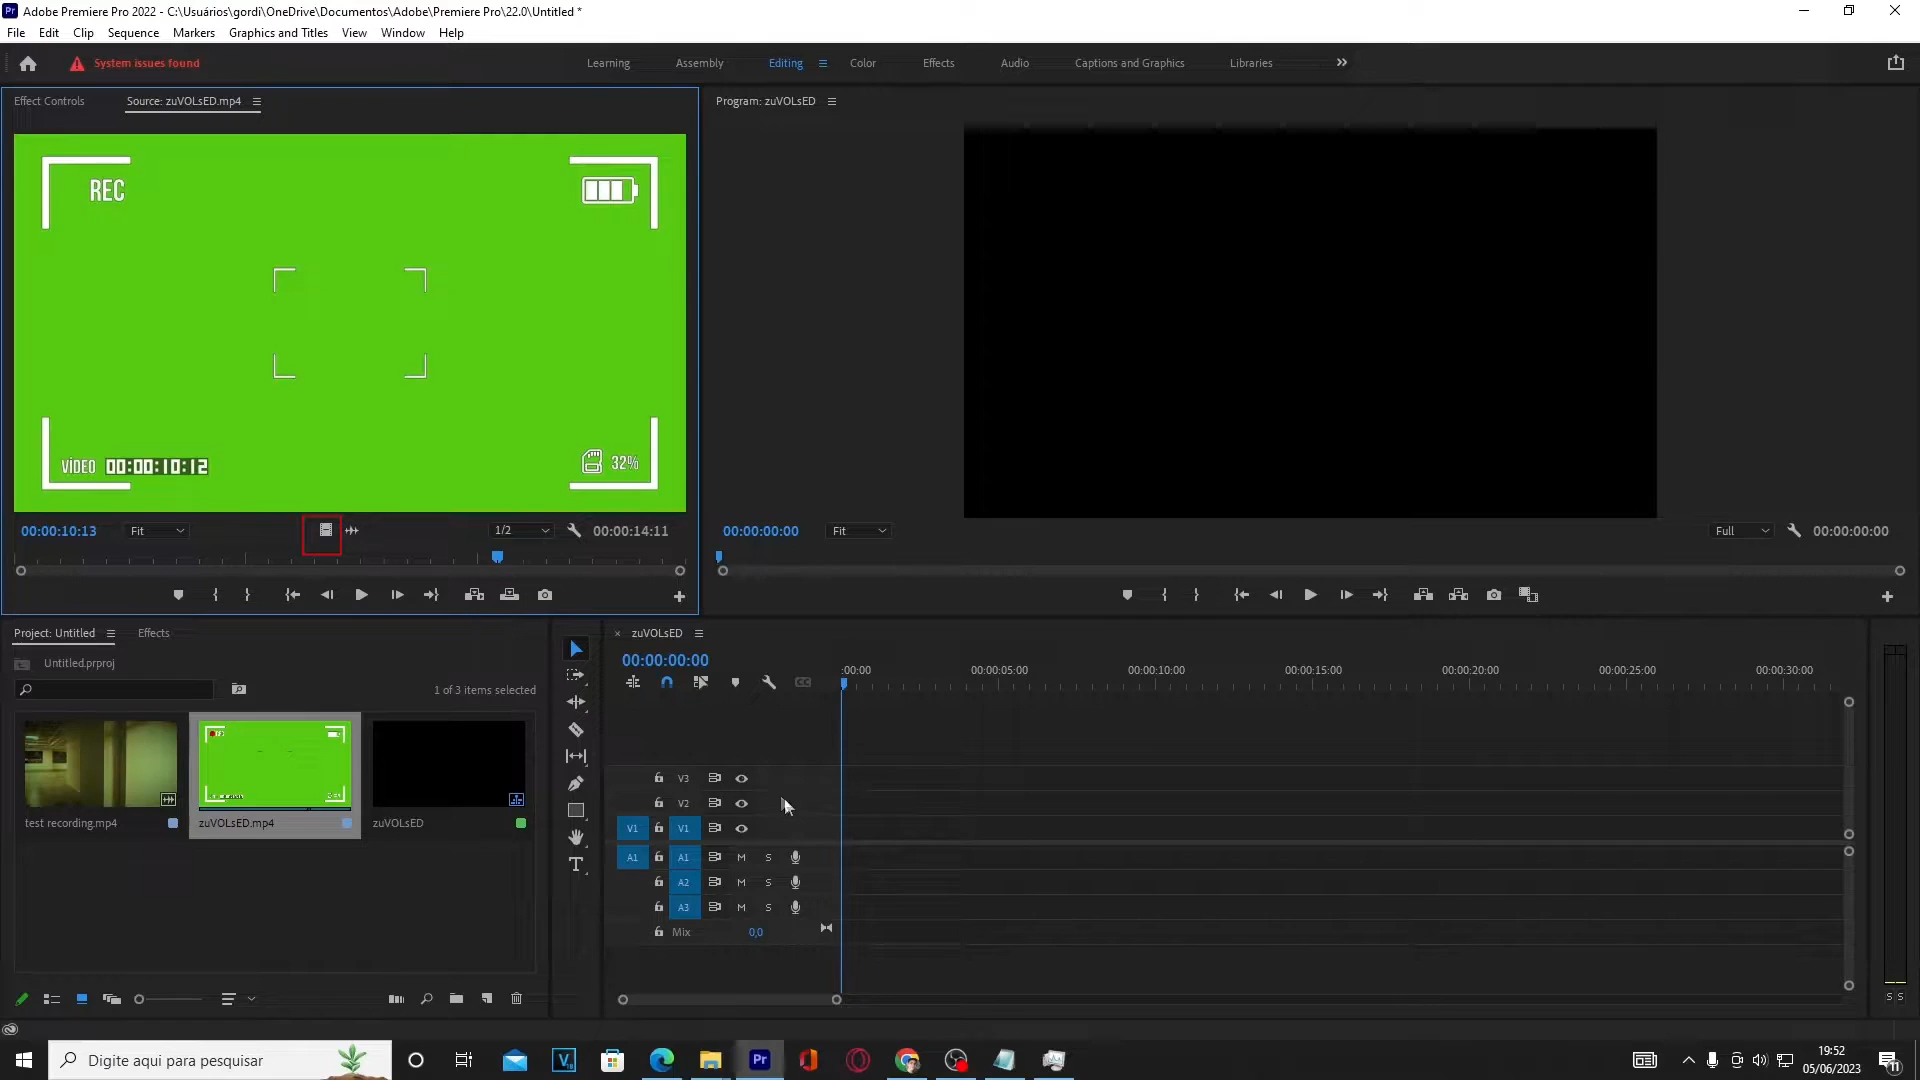 Pr Adobe Premiere Pro 2022 - C:\Usuários\gordi\OneDrive\Documentos\Adobe\Premiere Pro\22.0\Untitled *
File Edit Clip Sequence Markers Graphics and Titles View Window Help
System issues found Learning Assembly Editing Color Effects Audio Captions and Graphics Libraries
Effect Controls Source: zuVOLsED.mp4 Program: zuVOLsED
REC
VİDEO 00:00:10:12 32%
00:00:10:13 Fit 1/2 00:00:14:11 00:00:00:00 Fit Full 00:00:00:00
Project: Untitled Effects zuVOLsED
Untitled.prproj 00:00:00:00
:00:00 00:00:05:00 00:00:10:00 00:00:15:00 00:00:20:00 00:00:25:00 00:00:30:00
1 of 3 items selected
V3
V2
test recording.mp4 zuVOLsED.mp4 zuVOLsED
V1 V1
A1 A1 M S
A2 M S
A3 M S
Mix 0,0
S S
Digite aqui para pesquisar
Pr
19:52
05/06/2023
11